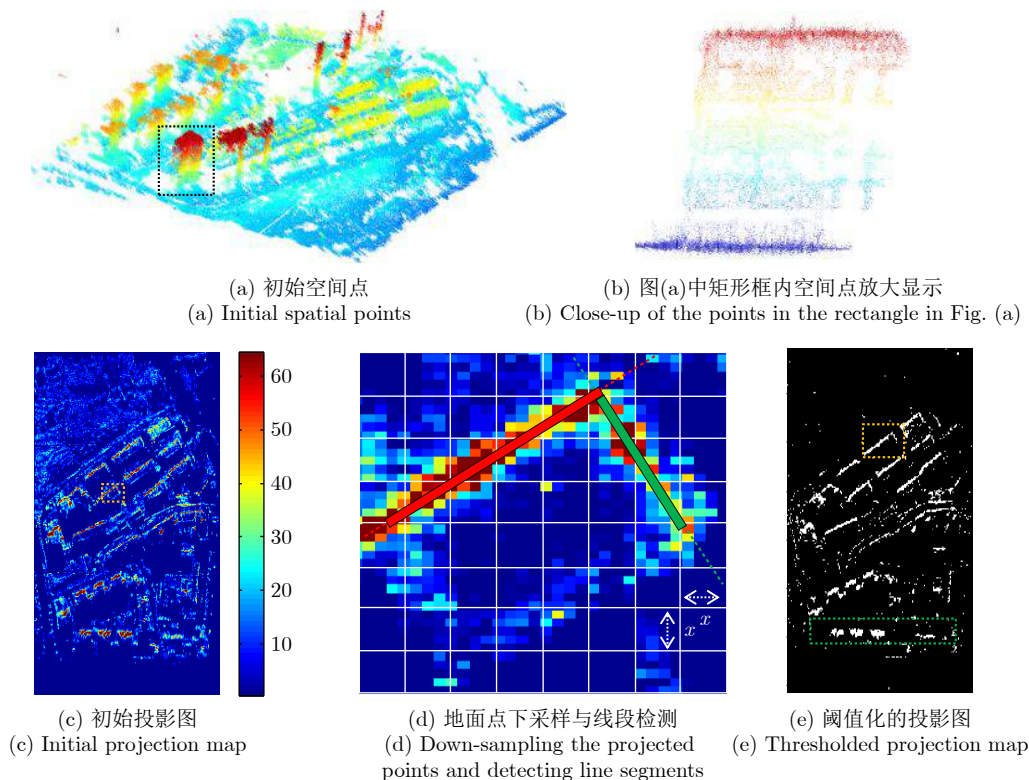 (a) 初始空间点
(a) Initial spatial points
(b) 图(a)中矩形框内空间点放大显示
(b) Close-up of the points in the rectangle in Fig. (a)
60
50
40
30
20
10
x
x
(c) 初始投影图
(c) Initial projection map
(d) 地面点下采样与线段检测
(d) Down-sampling the projected
points and detecting line segments
(e) 阈值化的投影图
(e) Thresholded projection map